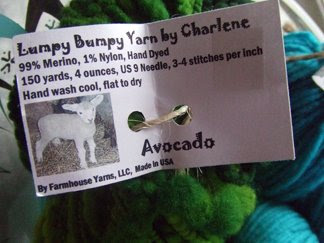 Lumpy Bumpy Yarn by Charlene
99% Merino, 1% Nylon, Hand Dyed
150 yards, 4 ounces, US 9 Needle, 3-4 stitches per inch
Hand wash cool, flat to dry
Avocado
By Farmhouse Yarns, LLC, Made in USA